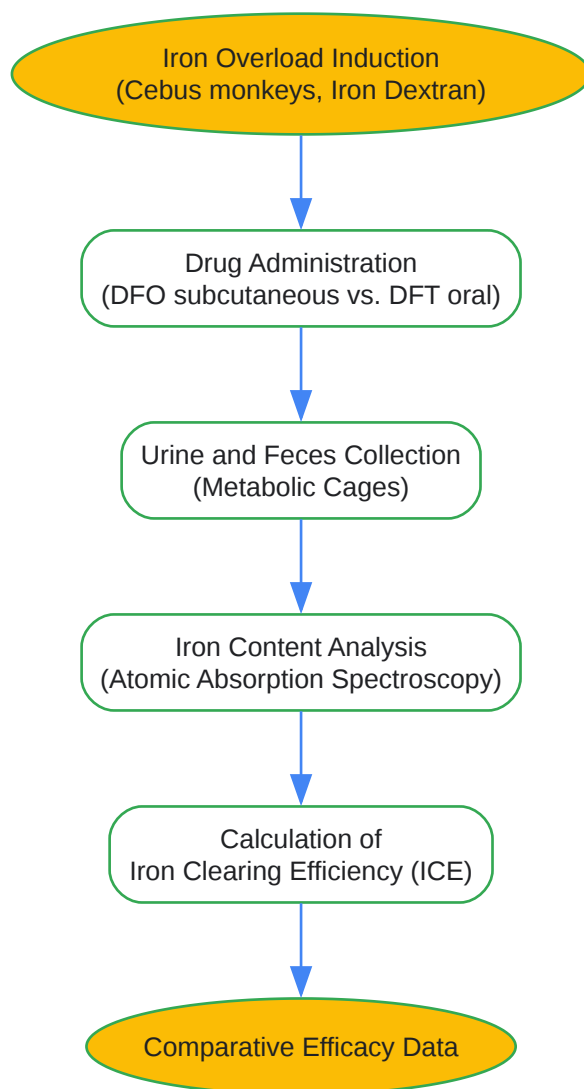 Iron Overload Induction
(Cebus monkeys, Iron Dextran)
Drug Administration
(DFO subcutaneous vs. DFT oral)
Urine and Feces Collection
(Metabolic Cages)
Iron Content Analysis
(Atomic Absorption Spectroscopy)
Calculation of
Iron Clearing Efficiency (ICE)
Comparative Efficacy Data